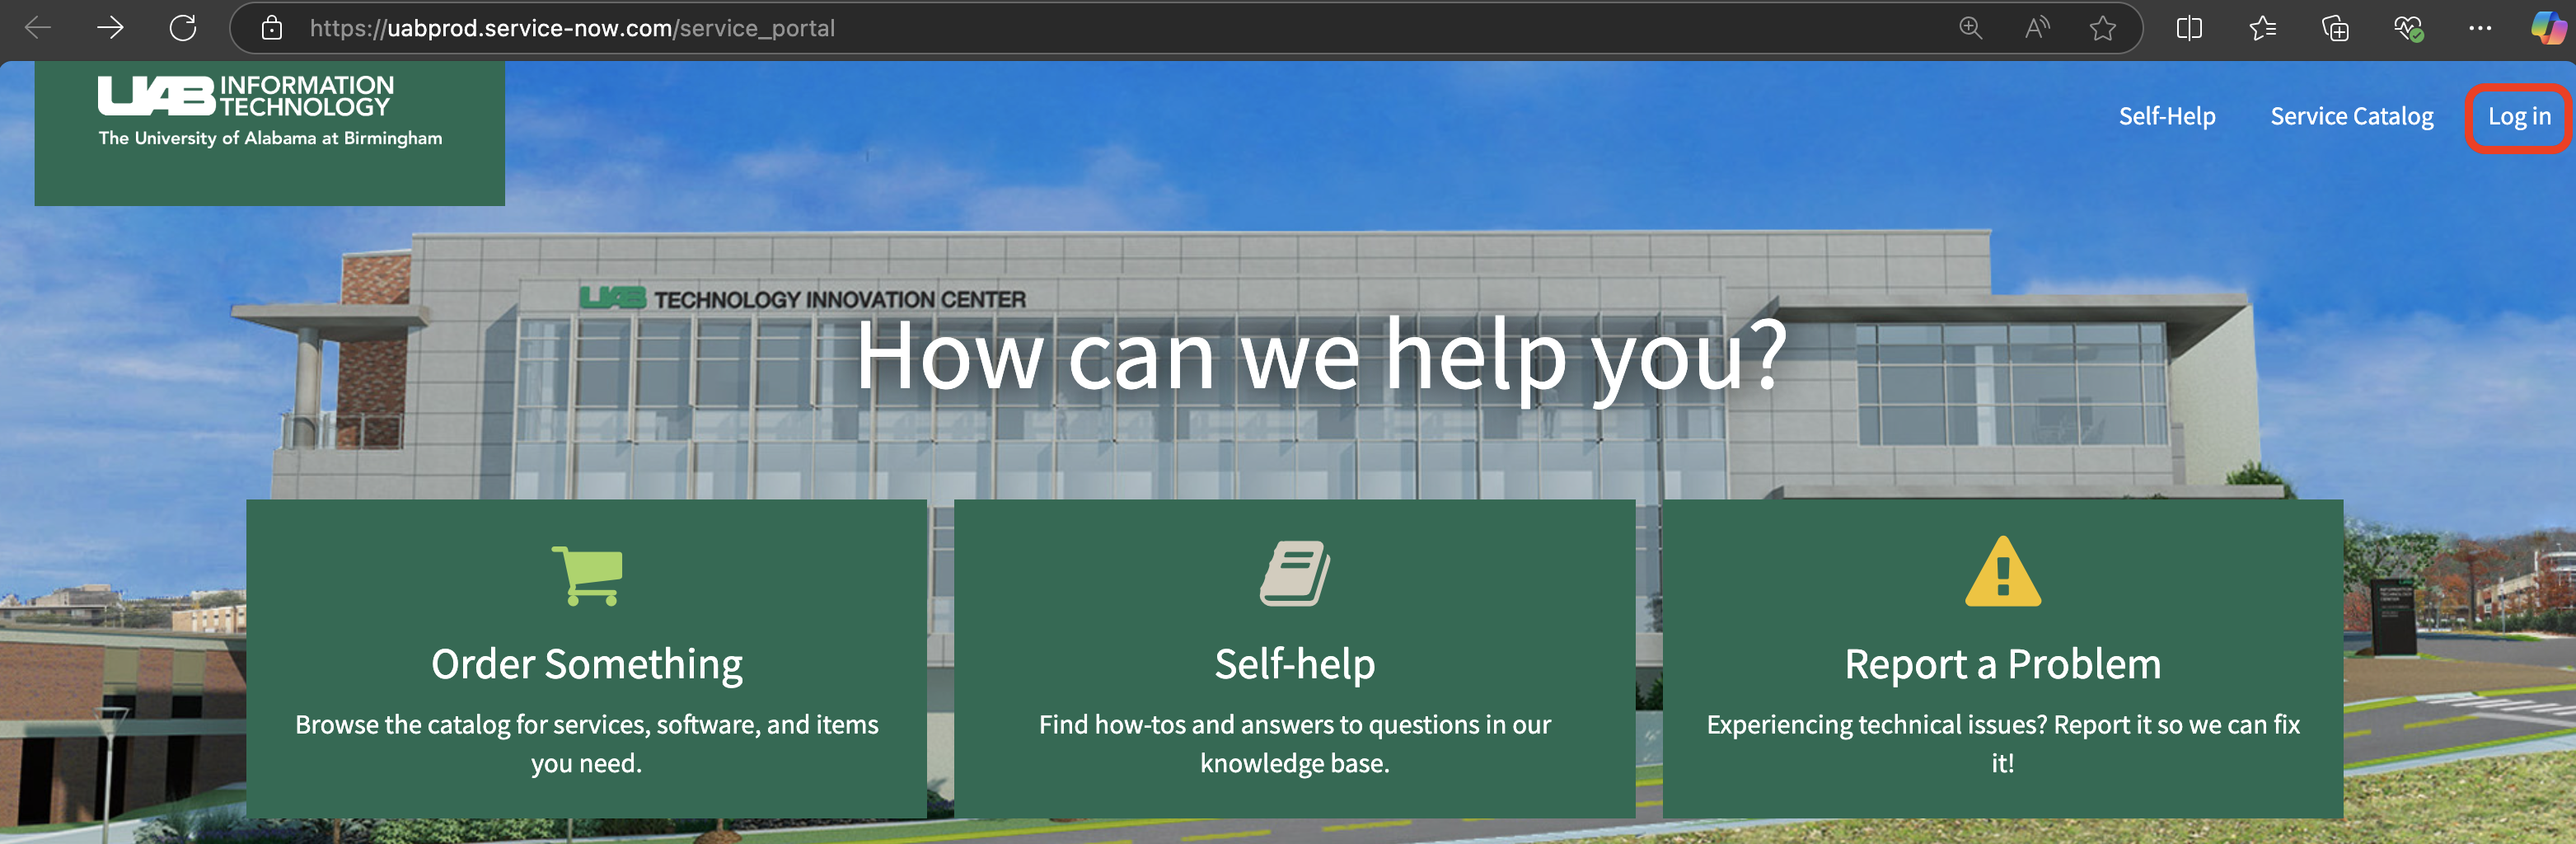 https://uabprod.service-now.com/service_portal
UAB INFORMATION
TECHNOLOGY
The University of Alabama at Birmingham
Self-Help
Service Catalog
Log in
UAB TECHNOLOGY INNOVATION CENTER
How can we help you?
Order Something
Browse the catalog for services, software, and items
you need.
Self-help
Find how-tos and answers to questions in our
knowledge base.
Report a Problem
Experiencing technical issues? Report it so we can fix
it!